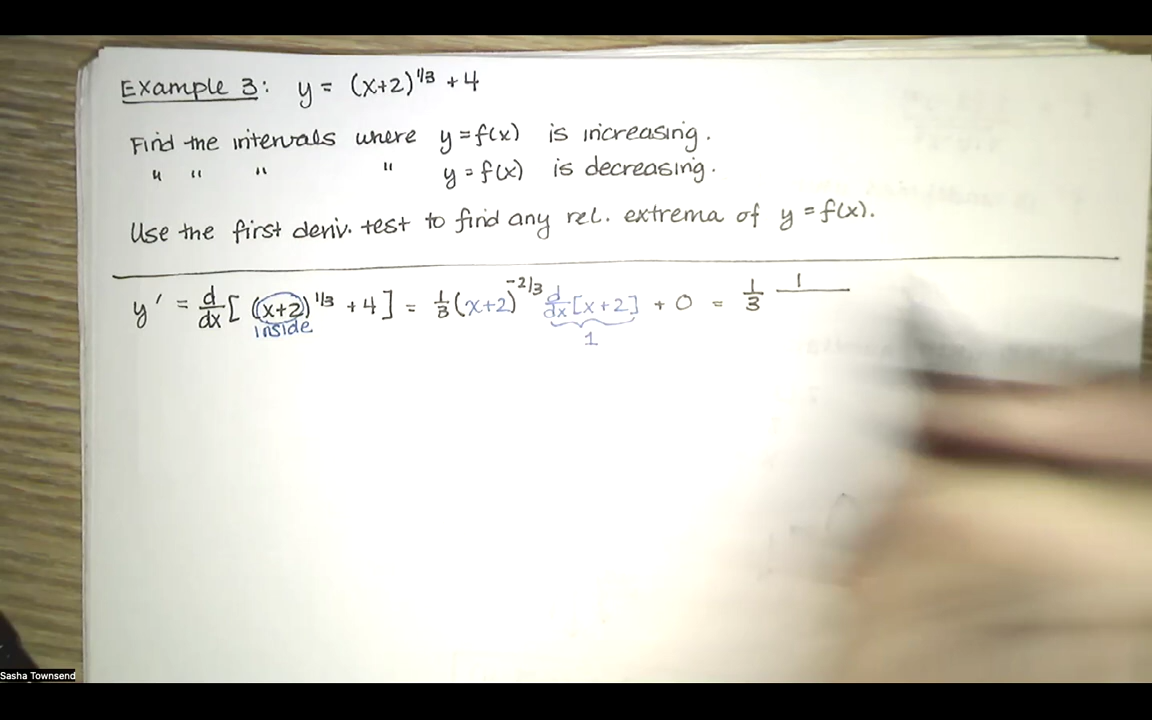 Example 3: y = (x+2)^1/3 + 4
Find the intervals where y = f(x) is increasing.
" " " " y = f(x) is decreasing.
Use the first deriv. test to find any rel. extrema of y = f(x).
y' = d/dx [ (x+2)^1/3 + 4 ] = 1/3 (x+2)^-2/3 d/dx [x+2] + 0 = 1/3 1/
inside
1
Sasha Townsend